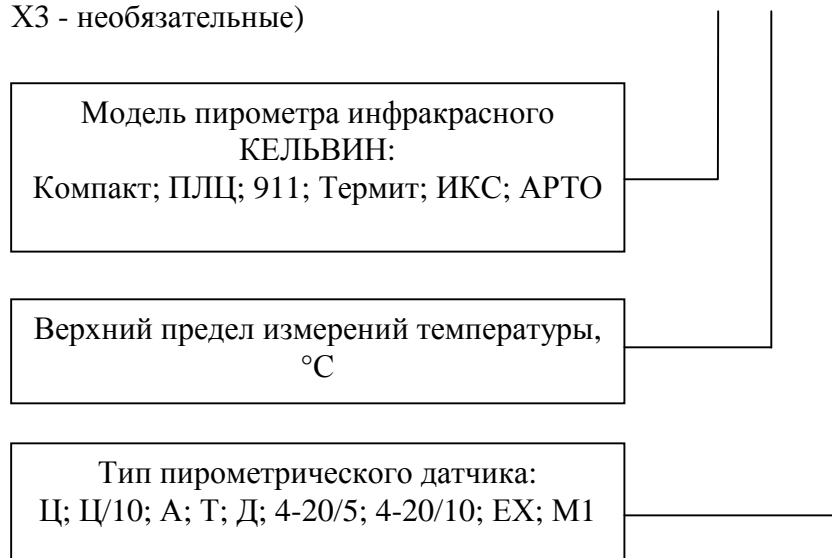 Х3 - необязательные)
Модель пирометра инфракрасного
КЕЛЬВИН:
Компакт; ПЛЦ; 911; Термит; ИКС; АРТО
Верхний предел измерений температуры,
°С
Тип пирометрического датчика:
Ц; Ц/10; А; Т; Д; 4-20/5; 4-20/10; ЕХ; М1